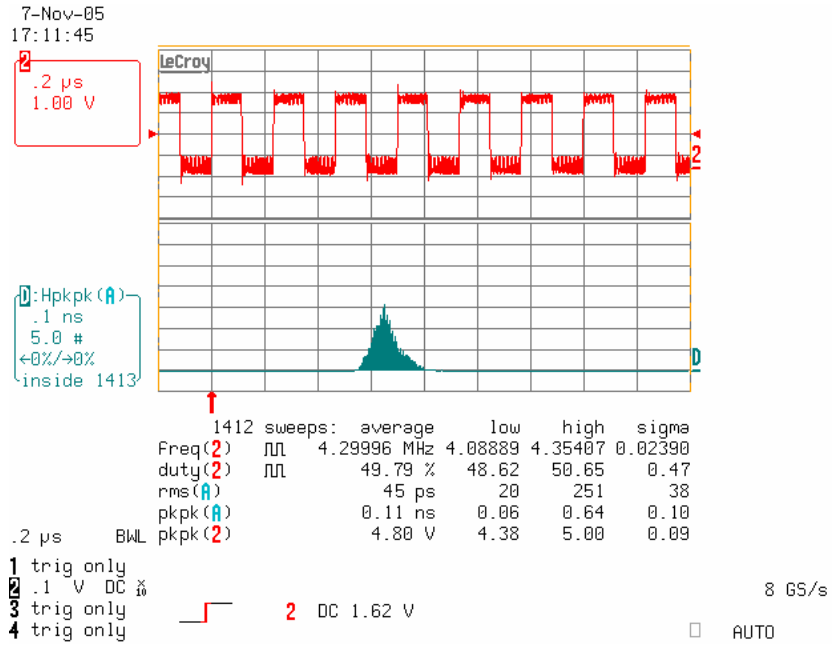 7-Nov-05
17:11:45
2
.2 µs
1.00 V
LeCroy
2
D:Hpkpk(A)
.1 ns
5.0 #
←0%/→0%
inside 1413
D
1412 sweeps: average low high sigma
Freq(2) 4.29996 MHz 4.08889 4.35407 0.02390
duty(2) 49.79 % 48.62 50.65 0.47
rms(A) 45 ps 20 251 38
pkpk(A) 0.11 ns 0.06 0.64 0.10
.2 µs BWL pkpk(2) 4.80 V 4.38 5.00 0.09
1 trig only
2 .1 V DC X10
3 trig only 2 DC 1.62 V
4 trig only
8 GS/s
AUTO